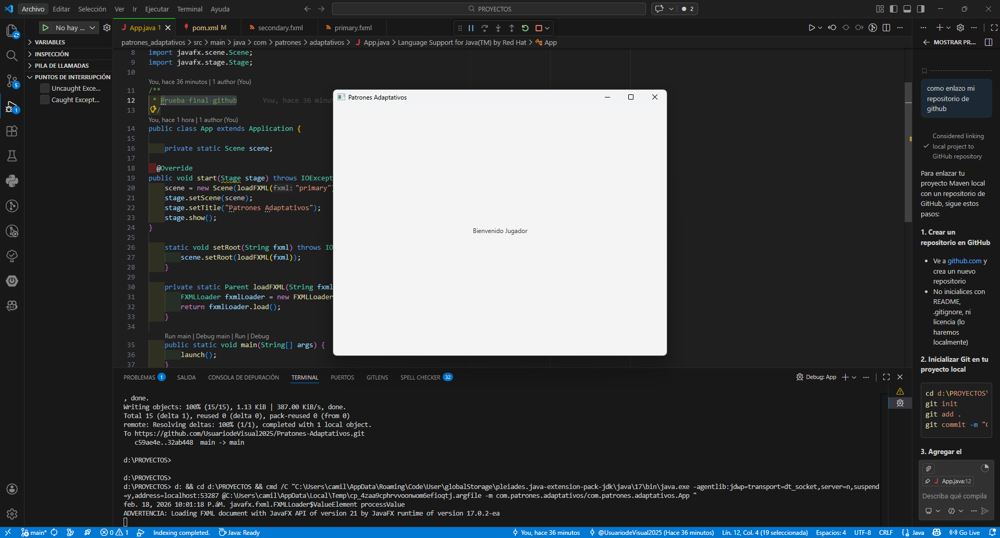 Archivo Editar Selección Ver Ir Ejecutar Terminal Ayuda
PROYECTOS
2
No hay ...
App.java 1
pom.xml M
secondary.fxml
primary.fxml
MOSTRAR PR...
VARIABLES
INSPECCIÓN
PILA DE LLAMADAS
PUNTOS DE INTERRUPCIÓN
Uncaught Exce...
Caught Except...
5
1
patrones_adaptativos > src > main > java > com > patrones > adaptativos > App.java > Language Support for Java(TM) by Red Hat > App
8 import javafx.scene.Scene;
9 import javafx.stage.Stage;
10
You, hace 36 minutos | 1 author (You)
11 /**
12 * Prueba final github You, hace 36 minut
13 */
You, hace 1 hora | 1 author (You)
14 public class App extends Application {
15
16 private static Scene scene;
17
18 @Override
19 public void start(Stage stage) throws IOExcept
20 scene = new Scene(loadFXML(fxml: "primary")
21 stage.setScene(scene);
22 stage.setTitle("Patrones Adaptativos");
23 stage.show();
24 }
25
26 static void setRoot(String fxml) throws IO
27 scene.setRoot(loadFXML(fxml));
28 }
29
30 private static Parent loadFXML(String fxml
31 FXMLLoader fxmlLoader = new FXMLLoader
32 return fxmlLoader.load();
33 }
34
Run main | Debug main | Run | Debug
35 public static void main(String[] args) {
36 launch();
37 }
Patrones Adaptativos
Bienvenido Jugador
PROBLEMAS 1 SALIDA CONSOLA DE DEPURACIÓN TERMINAL PUERTOS GITLENS SPELL CHECKER 32
Debug: App
, done.
Writing objects: 100% (15/15), 1.13 KiB | 387.00 KiB/s, done.
Total 15 (delta 1), reused 0 (delta 0), pack-reused 0 (from 0)
remote: Resolving deltas: 100% (1/1), completed with 1 local object.
To https://github.com/UsuariodeVisual2025/Pratones-Adaptativos.git
c59ae4e..32ab448 main -> main
d:\PROYECTOS>
d:\PROYECTOS>
d:\PROYECTOS> d: && cd d:\PROYECTOS && cmd /C "C:\Users\camil\AppData\Roaming\Code\User\globalStorage\pleiades.java-extension-pack-jdk\java\17\bin\java.exe -agentlib:jdwp=transport=dt_socket,server=n,suspend
=y,address=localhost:53287 @C:\Users\camil\AppData\Local\Temp\cp_4zaa9cphrvvoonwom6efioqtj.argfile -m com.patrones.adaptativos/com.patrones.adaptativos.App "
feb. 18, 2026 10:01:18 P.áM. javafx.fxml.FXMLLoader$ValueElement processValue
ADVERTENCIA: Loading FXML document with JavaFX API of version 21 by JavaFX runtime of version 17.0.2-ea
como enlazo mi
repositorio de
github
Considered linking
local project to
GitHub repository
Para enlazar tu
proyecto Maven local
con un repositorio de
GitHub, sigue estos
pasos:
1. Crear un
repositorio en GitHub
• Ve a github.com y
crea un nuevo
repositorio
• No inicialices con
README,
.gitignore, ni
licencia (lo
haremos
localmente)
2. Inicializar Git en tu
proyecto local
cd d:\PROYECTOS\
git init
git add .
git commit -m "C
3. Agregar el
App.java:12
Describa qué compila
main* 0 1 Indexing completed. Java: Ready You, hace 36 minutos @UsuariodeVisual2025 (Hace 36 minutos) Lín. 12, Col. 4 (19 seleccionada) Espacios: 4 UTF-8 CRLF Java Go Live